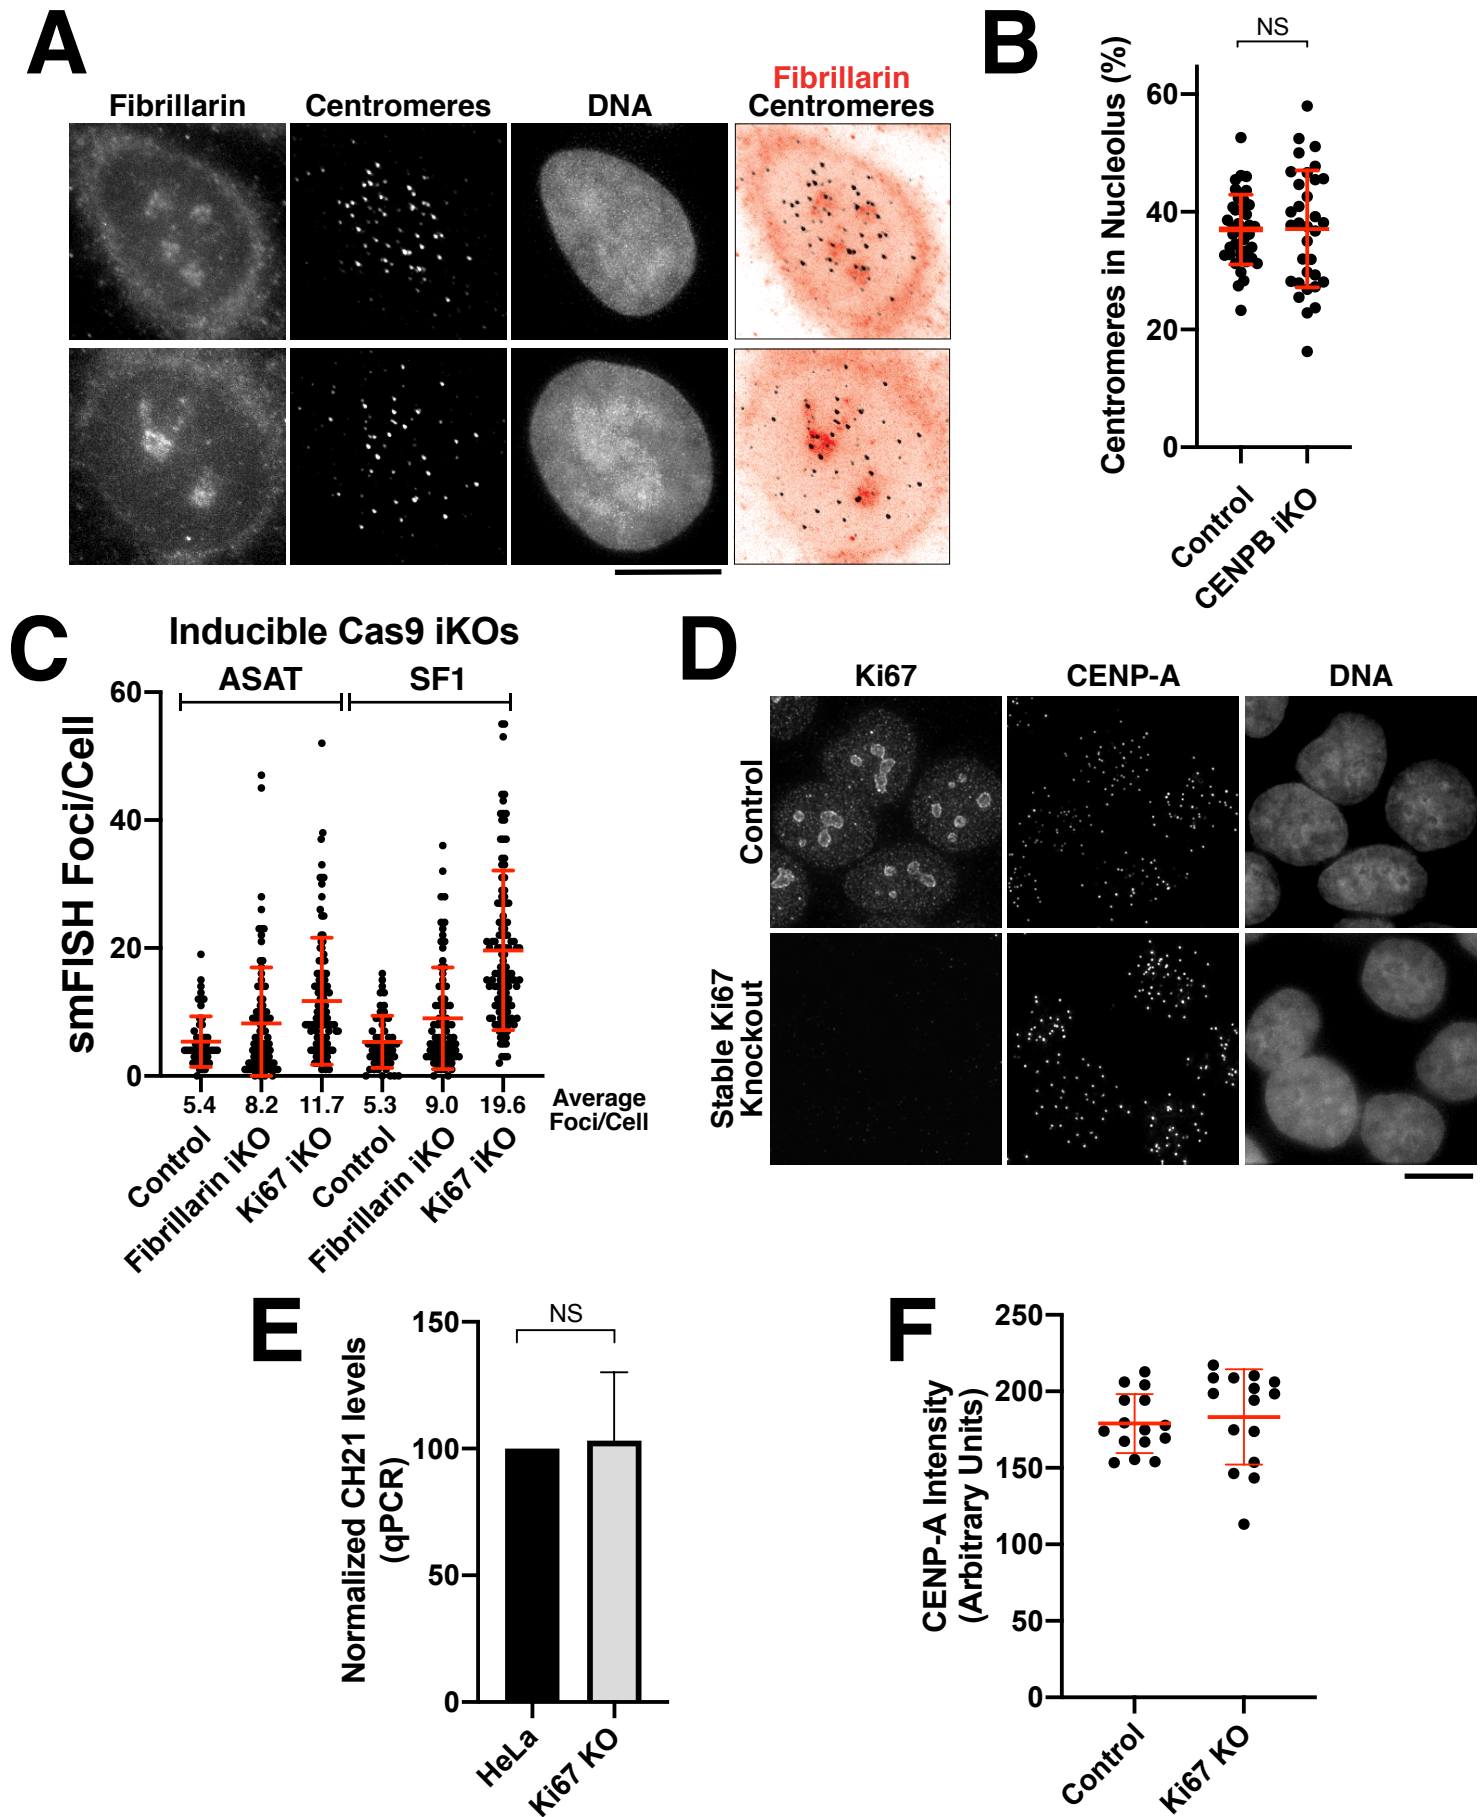 A
Fibrillarin
Centromeres
DNA
Fibrillarin
Centromeres
B
NS
Centromeres in Nucleolus (%)
60
40
20
0
Control
CENPB iKO
C
Inducible Cas9 iKOs
ASAT
SF1
smFISH Foci/Cell
60
40
20
0
5.4
8.2
11.7
5.3
9.0
19.6
Average
Foci/Cell
Control
Fibrillarin iKO
Ki67 iKO
Control
Fibrillarin iKO
Ki67 iKO
D
Ki67
CENP-A
DNA
Control
Stable Ki67
Knockout
E
NS
Normalized CH21 levels
(qPCR)
150
100
50
0
HeLa
Ki67 KO
F
CENP-A Intensity
(Arbitrary Units)
250
200
150
100
50
0
Control
Ki67 KO